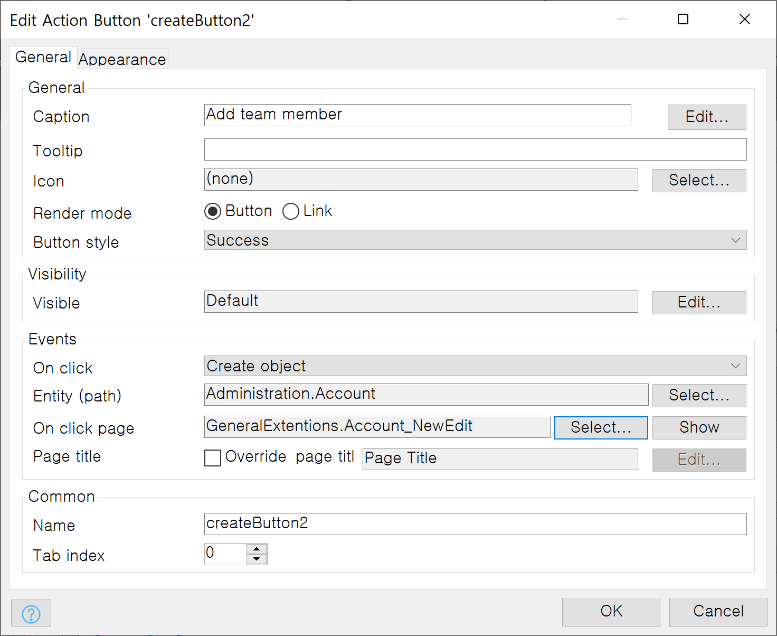 Edit Action Button 'createButton2'
General Appearance
General
Caption Add team member Edit...
Tooltip
Icon (none) Select...
Render mode Button Link
Button style Success
Visibility
Visible Default Edit...
Events
On click Create object
Entity (path) Administration.Account Select...
On click page GeneralExtentions.Account_NewEdit Select... Show
Page title Override page titl Page Title Edit...
Common
Name createButton2
Tab index 0
? OK Cancel